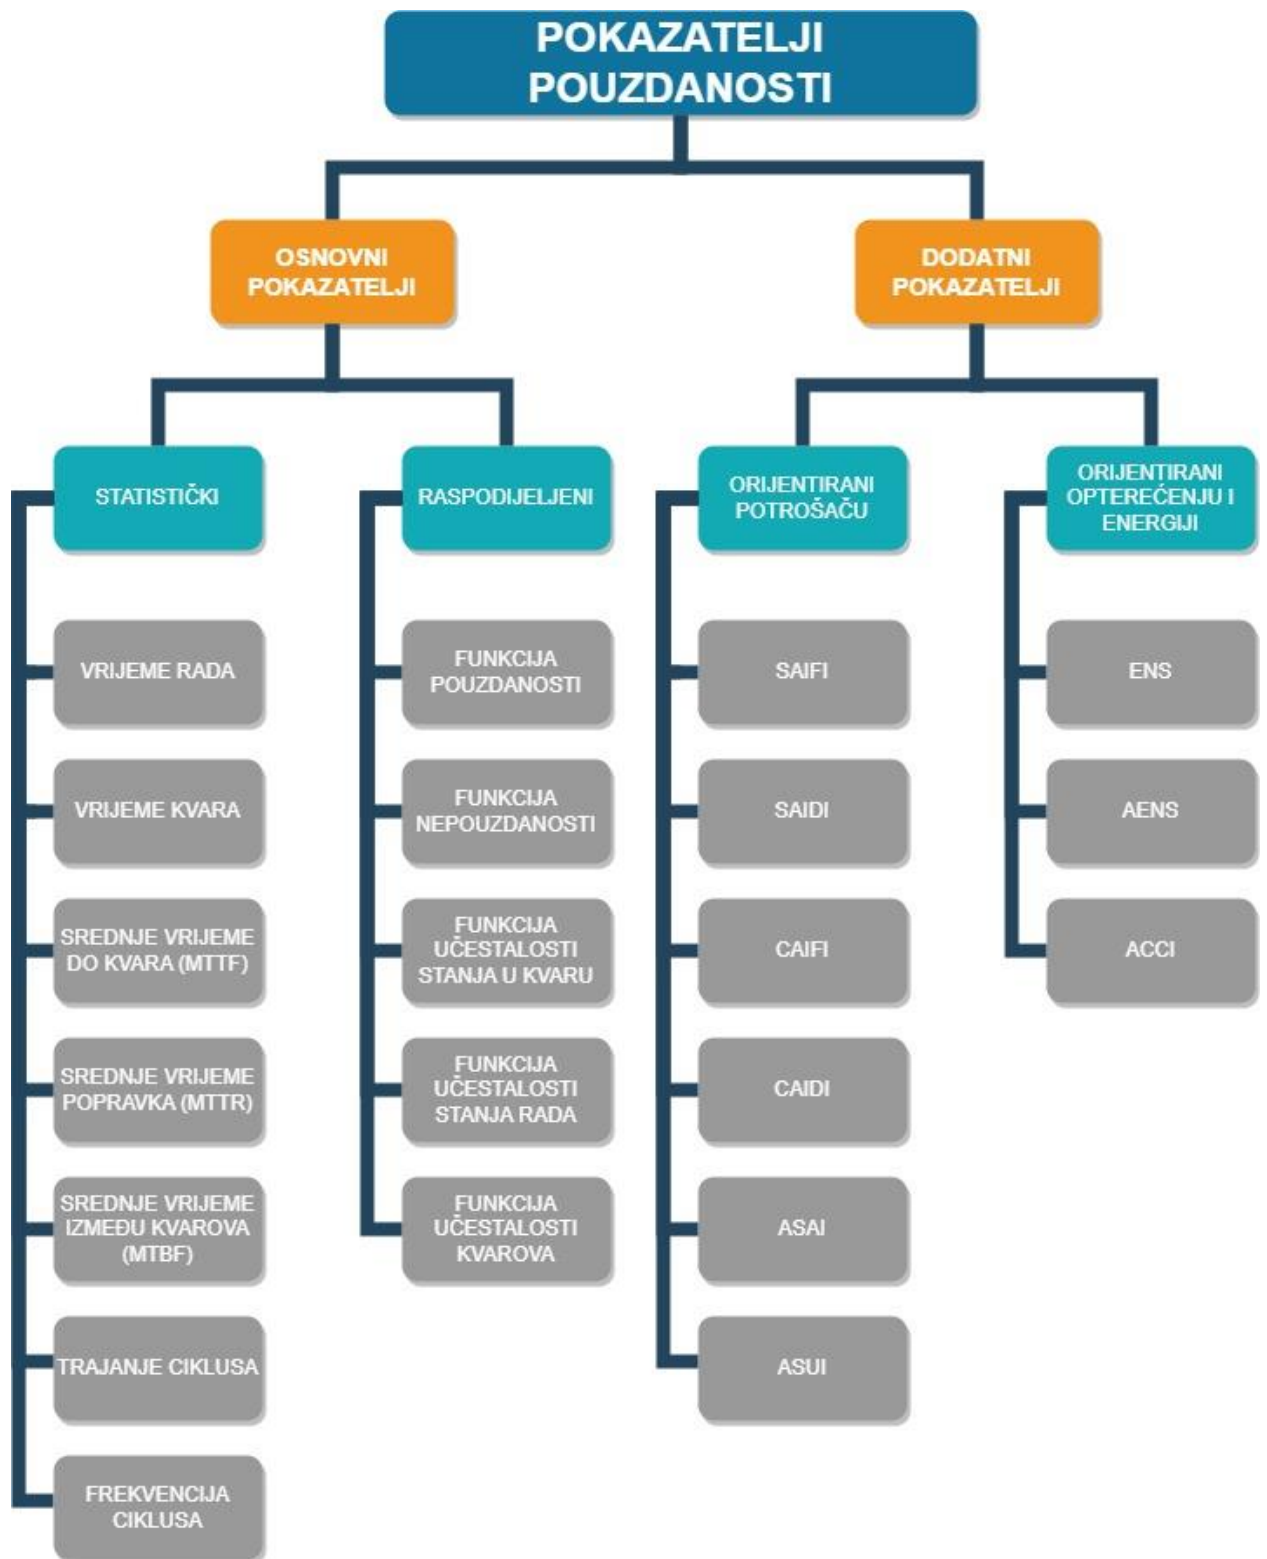 POKAZATELJI
POUZDANOSTI
OSNOVNI
POKAZATELJI
DODATNI
POKAZATELJI
STATISTIČKI
RASPODIJELJENI
ORIJENTIRANI
POTROŠAČU
ORIJENTIRANI
OPTEREĆENJU I
ENERGIJI
VRIJEME RADA
VRIJEME KVARA
SREDNJE VRIJEME
DO KVARA (MTTF)
SREDNJE VRIJEME
POPRAVKA (MTTR)
SREDNJE VRIJEME
IZMEĐU KVAROVA
(MTBF)
TRAJANJE CIKLUSA
FREKVENCIJA
CIKLUSA
FUNKCIJA
POUZDANOSTI
FUNKCIJA
NEPOUZDANOSTI
FUNKCIJA
UČESTALOSTI
STANJA U KVARU
FUNKCIJA
UČESTALOSTI
STANJA RADA
FUNKCIJA
UČESTALOSTI
KVAROVA
SAIFI
SAIDI
CAIFI
CAIDI
ASAI
ASUI
ENS
AENS
ACCI